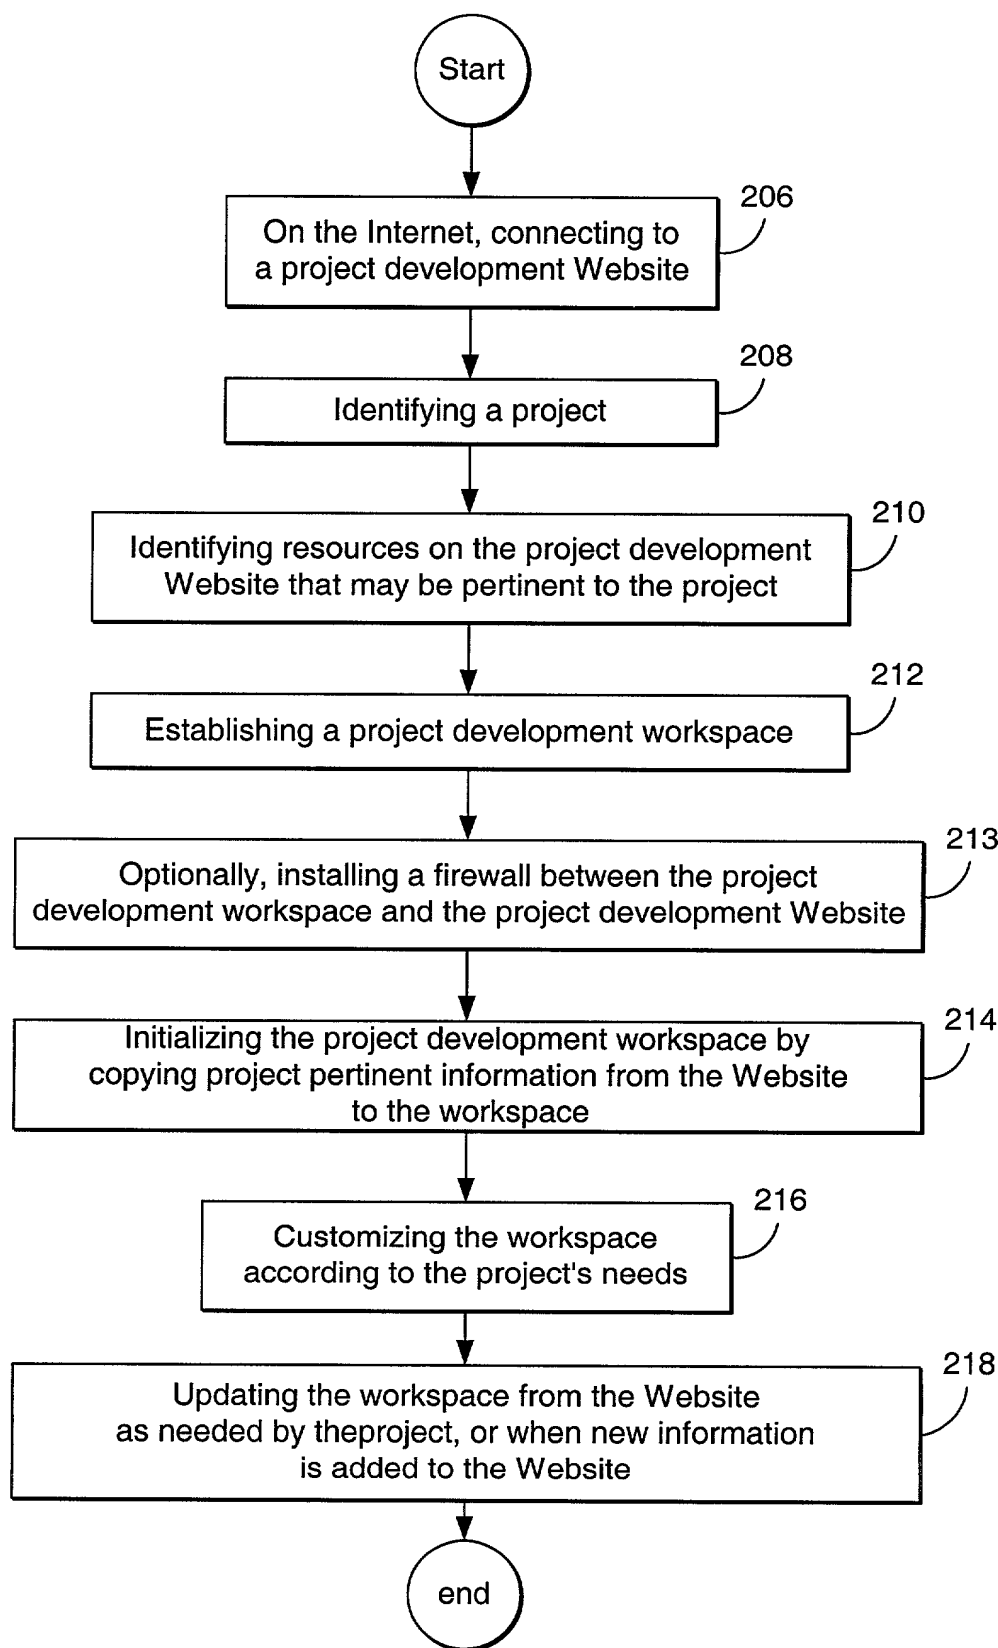 Start
206
On the Internet, connecting to
a project development Website
208
Identifying a project
210
Identifying resources on the project development
Website that may be pertinent to the project
212
Establishing a project development workspace
213
Optionally, installing a firewall between the project
development workspace and the project development Website
214
Initializing the project development workspace by
copying project pertinent information from the Website
to the workspace
216
Customizing the workspace
according to the project's needs
218
Updating the workspace from the Website
as needed by theproject, or when new information
is added to the Website
end